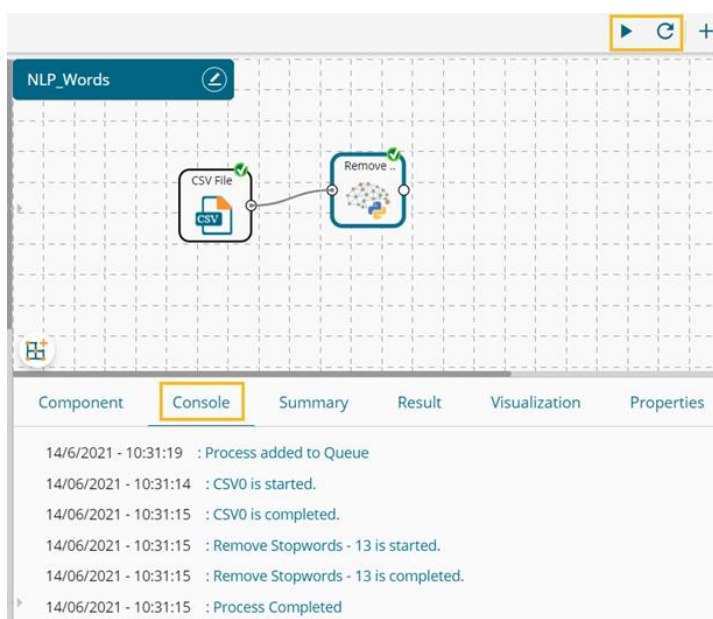 NLP_Words
CSV File
CSV
Remove ..
Component Console Summary Result Visualization Properties
14/6/2021 - 10:31:19 : Process added to Queue
14/06/2021 - 10:31:14 : CSV0 is started.
14/06/2021 - 10:31:15 : CSV0 is completed.
14/06/2021 - 10:31:15 : Remove Stopwords - 13 is started.
14/06/2021 - 10:31:15 : Remove Stopwords - 13 is completed.
14/06/2021 - 10:31:15 : Process Completed